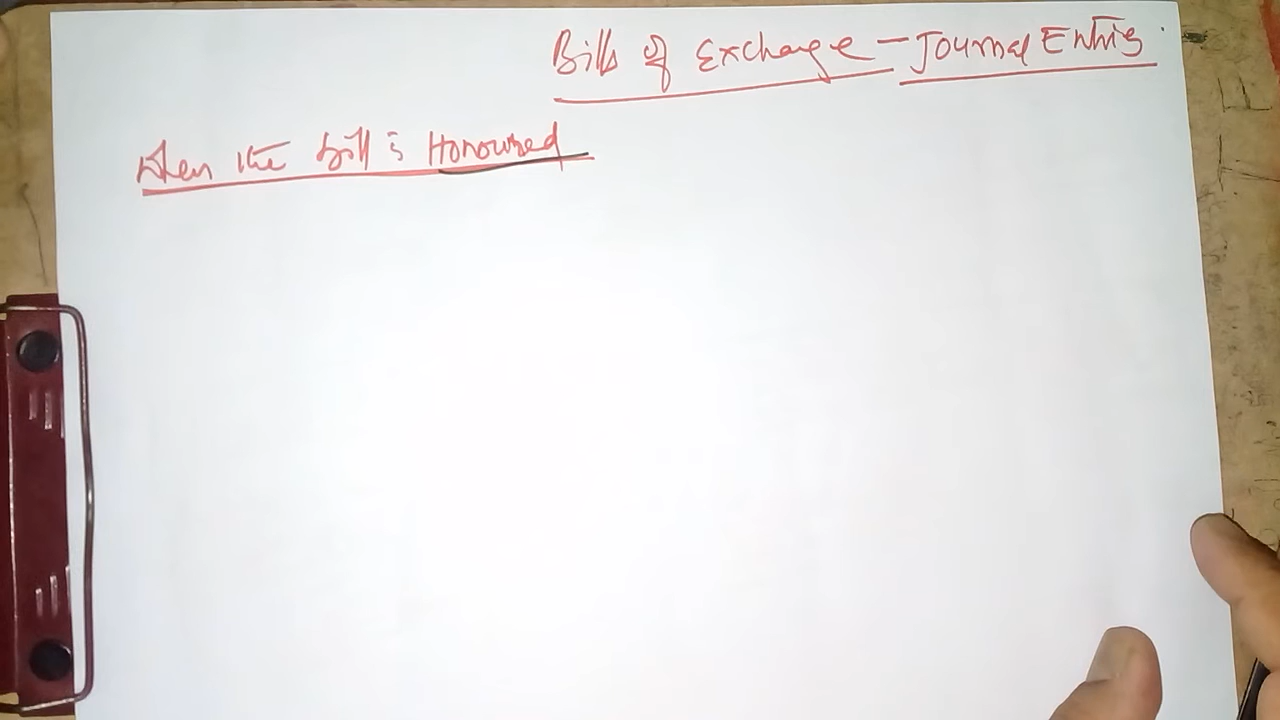 Bills of Exchange - Journal Entries
When the bill is Honoured